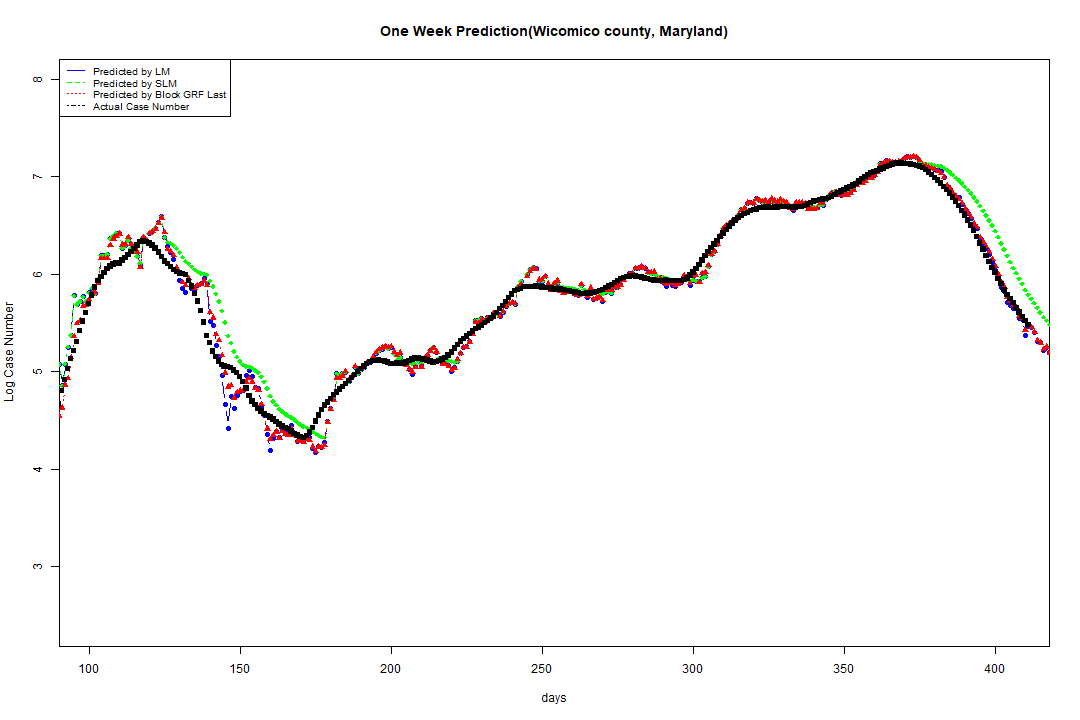 One Week Prediction(Wicomico county, Maryland)
Predicted by LM
Predicted by SLM
Predicted by Block GRF Last
Actual Case Number
8
7
6
5
4
3
Log Case Number
100 150 200 250 300 350 400
days